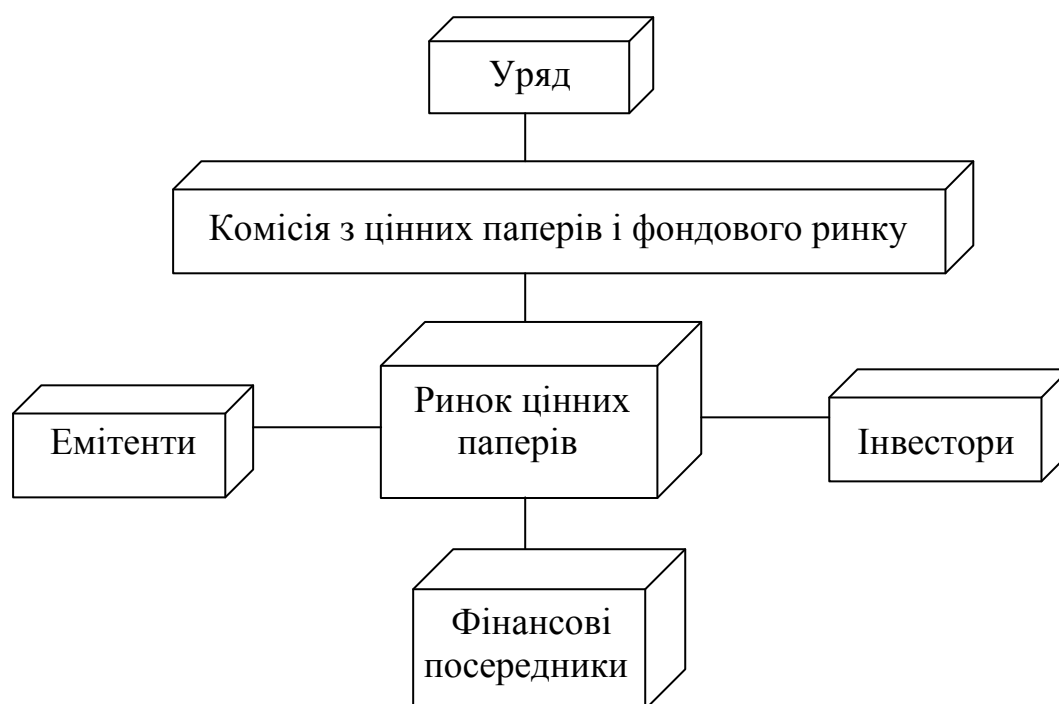 Уряд
Комісія з цінних паперів і фондового ринку
Ринок цінних
паперів
Емітенти
Інвестори
Фінансові
посередники